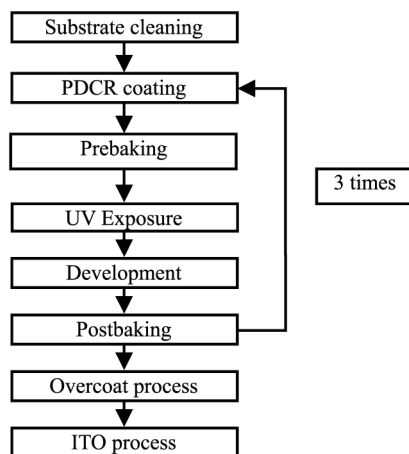 Substrate cleaning
PDCR coating
Prebaking
3 times
UV Exposure
Development
Postbaking
Overcoat process
ITO process